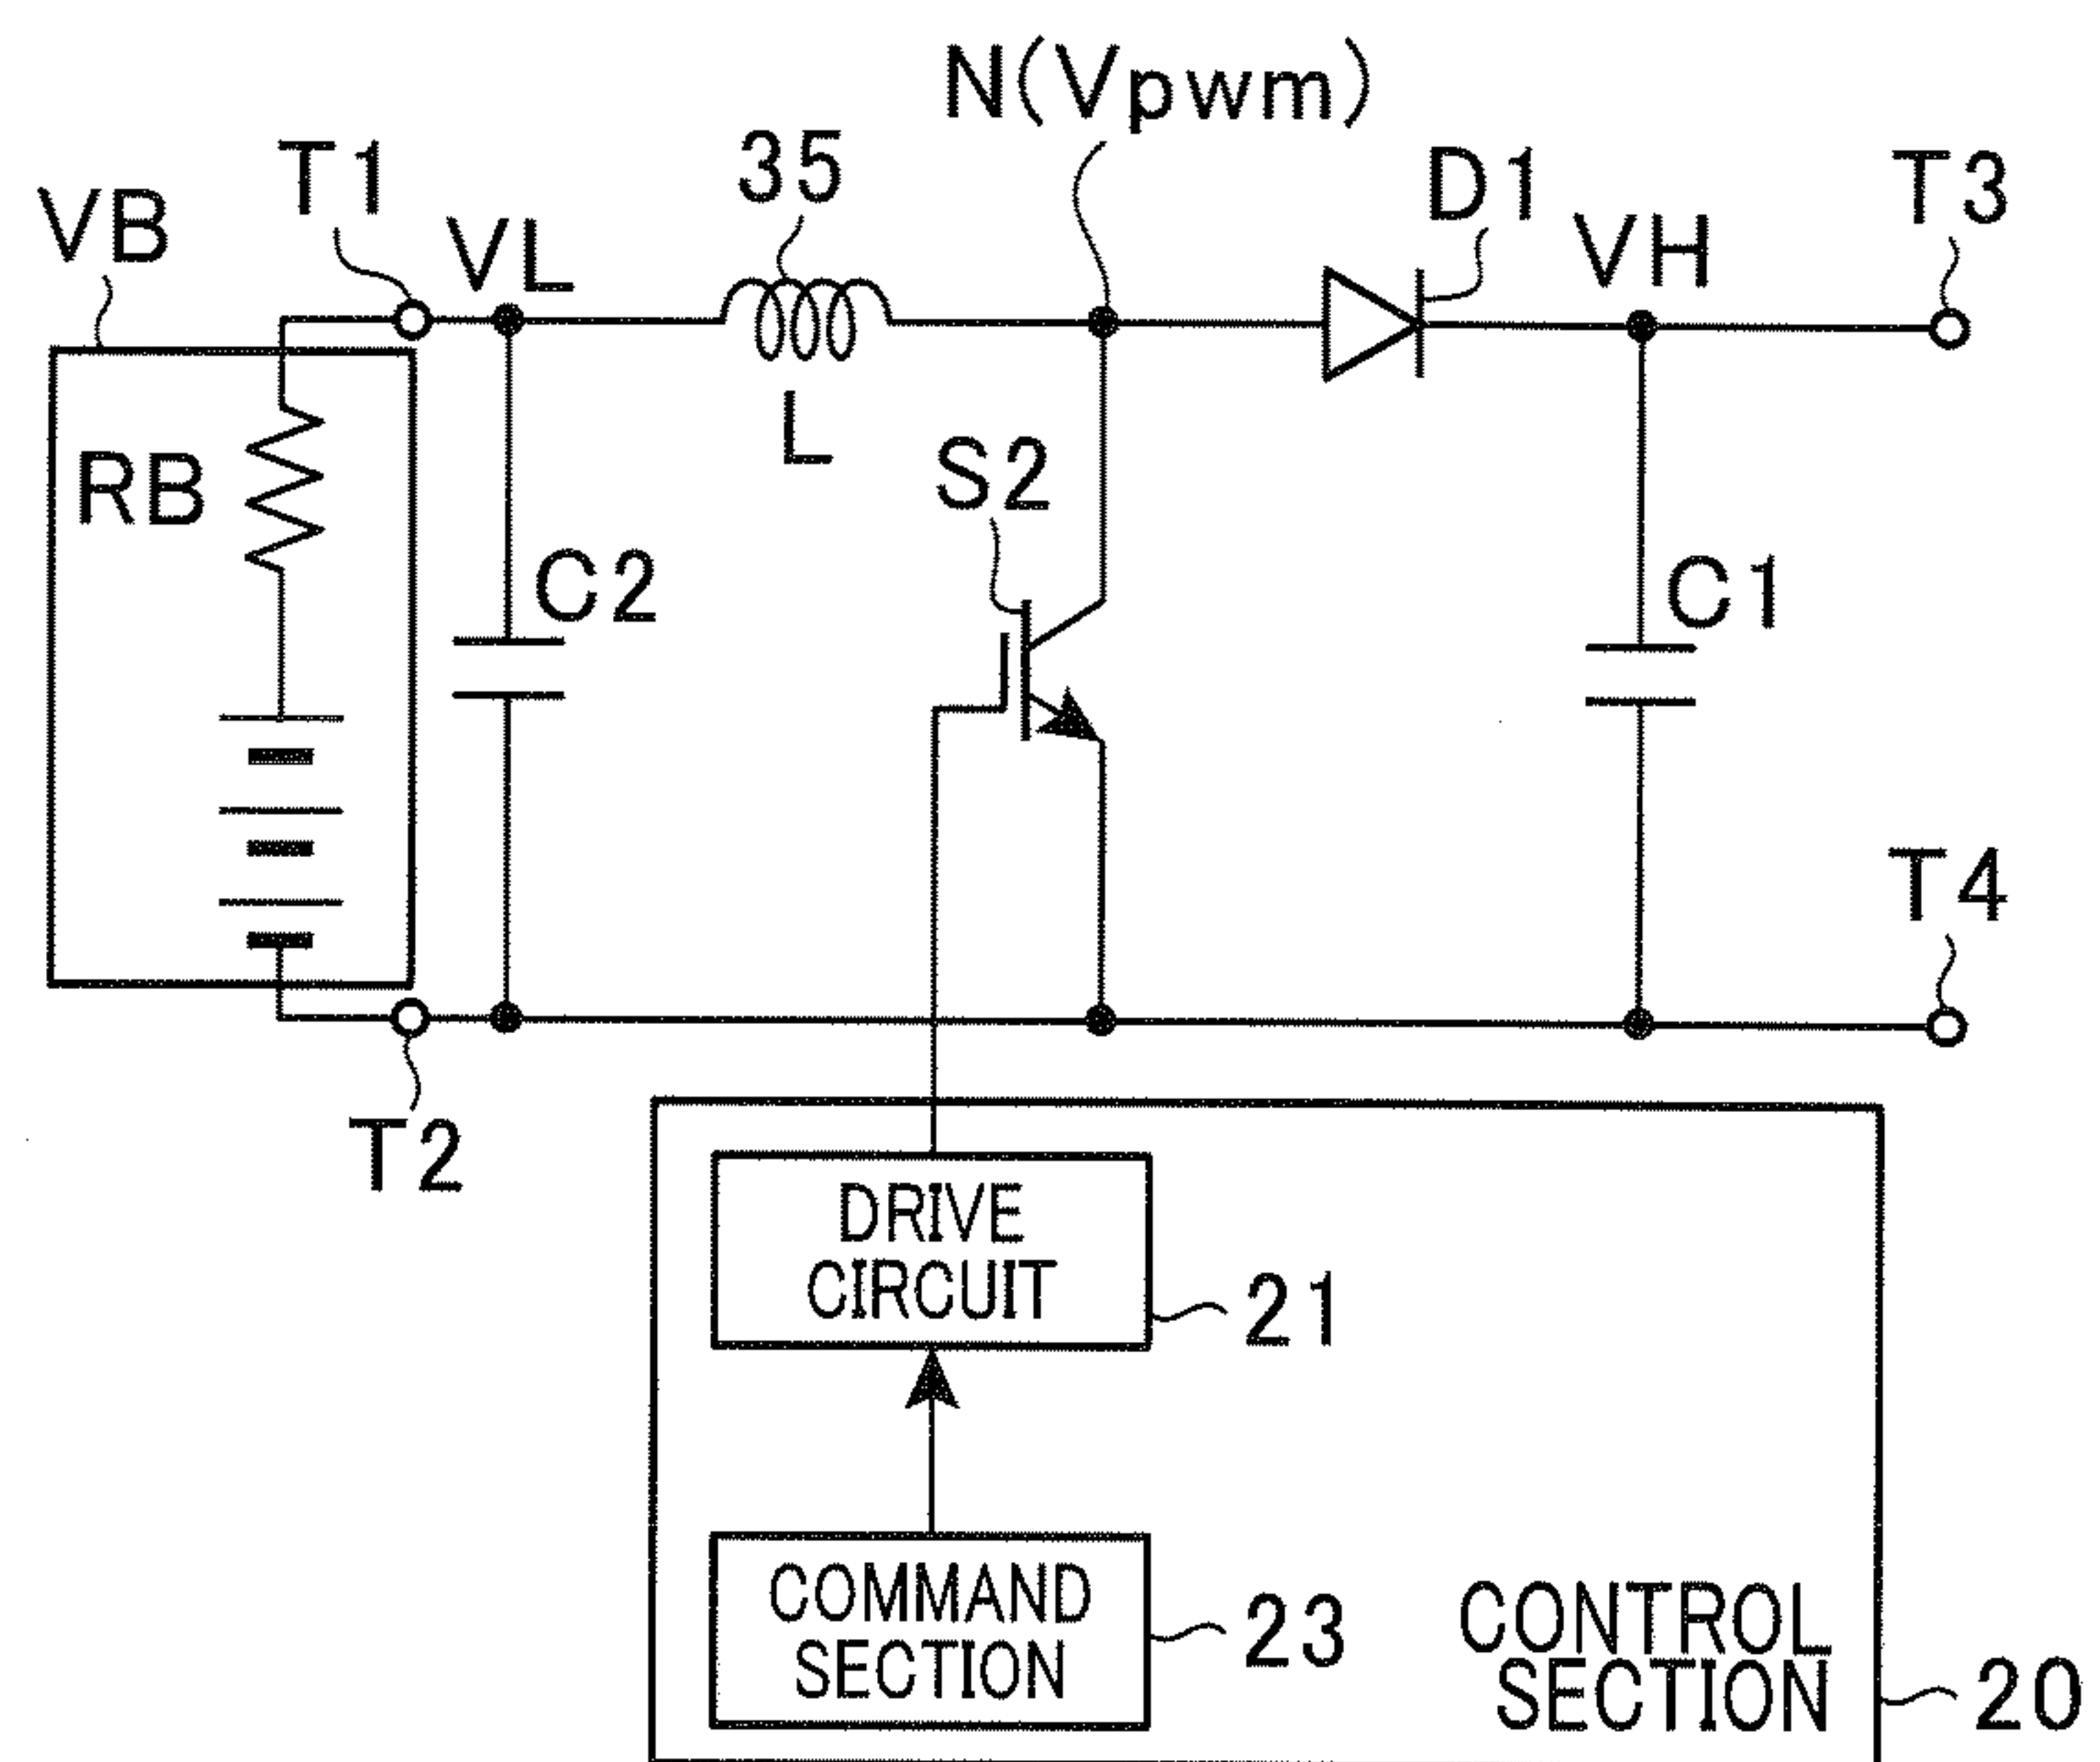 N(Vpwm)
35
T1
D1
T3
VB
VL
VH
L
RB
S2
C2
C1
T4
T2
DRIVE
CIRCUIT
21
COMMAND
SECTION
23
CONTROL
SECTION
20